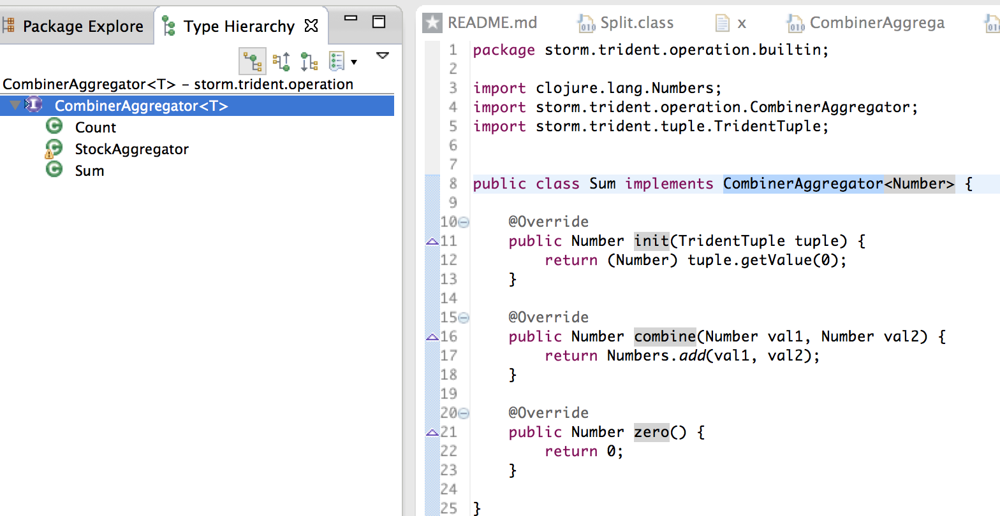 Package Explore
Type Hierarchy
CombinerAggregator<T> – storm.trident.operation
CombinerAggregator<T>
Count
StockAggregator
Sum
README.md
Split.class
x
CombinerAggrega
1 package storm.trident.operation.builtin;
2
3 import clojure.lang.Numbers;
4 import storm.trident.operation.CombinerAggregator;
5 import storm.trident.tuple.TridentTuple;
6
7
8 public class Sum implements CombinerAggregator<Number> {
9
10     @Override
11     public Number init(TridentTuple tuple) {
12         return (Number) tuple.getValue(0);
13     }
14
15     @Override
16     public Number combine(Number val1, Number val2) {
17         return Numbers.add(val1, val2);
18     }
19
20     @Override
21     public Number zero() {
22         return 0;
23     }
24
25 }